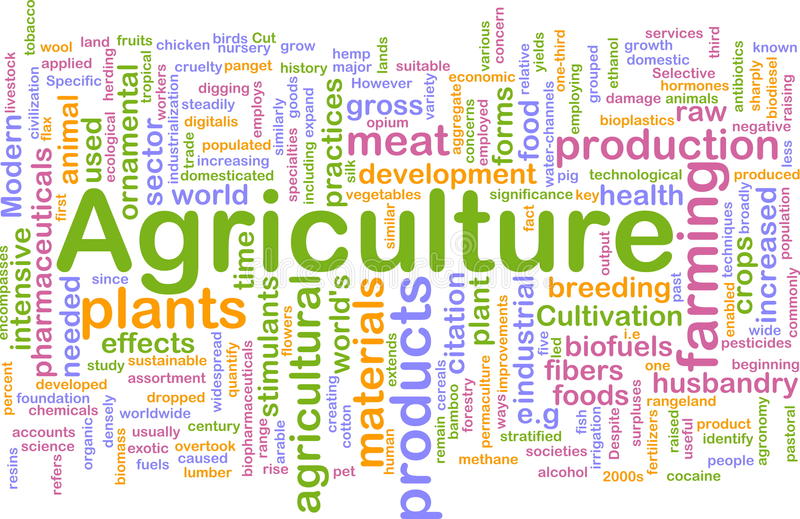 tobacco
wool
land
fruits
chicken
birds
Cut
nursery
grow
hemp
major
lands
various
concern
services
third
known
livestock
applied
Specific
herding
tropical
cruelty
panget
history
However
suitable
economic
yields
one-third
grouped
ethanol
growth
domestic
Selective
hormones
antibiotics
sharply
biodiesel
civilization
flax
raising
ecological
workers
digging
steadily
employs
goods
similarly
expand
variety
aggregate
concerns
employed
relative
water-channels
employing
damage
animals
bioplastics
raw
negative
less
Modern
animal
used
ornamental
sector
trade
industrialization
digitalis
populated
increasing
domesticated
specialties
including
practices
silk
gross
opium
meat
forms
food
production
first
pharmaceuticals
world
development
vegetables
significance
pig
key
technological
health
produced
population
Agriculture
similar
fact
farming
techniques
broadly
crops
increased
encompasses
intensive
needed
since
plants
time
effects
stimulants
flowers
agricultural
world's
materials
products
Citation
plant
industrial
breeding
past
Cultivation
enabled
wide
commonly
pesticides
percent
study
sustainable
developed
assortment
foundation
dropped
chemicals
densely
worldwide
widespread
quantify
biopharmaceuticals
creating
cotton
extends
human
remain
cereals
bamboo
forestry
permaculture
improvements
ways
e.g
five
led
i.e
biofuels
fibers
foods
one
husbandry
beginning
rangeland
resins
accounts
science
refers
organic
biomass
usually
exotic
fuels
century
overtook
caused
lumber
range
rise
arable
pet
methane
stratified
societies
alcohol
fish
irrigation
Despite
surpluses
2000s
fertilizers
raised
useful
product
identify
people
cocaine
agronomy
pastoral